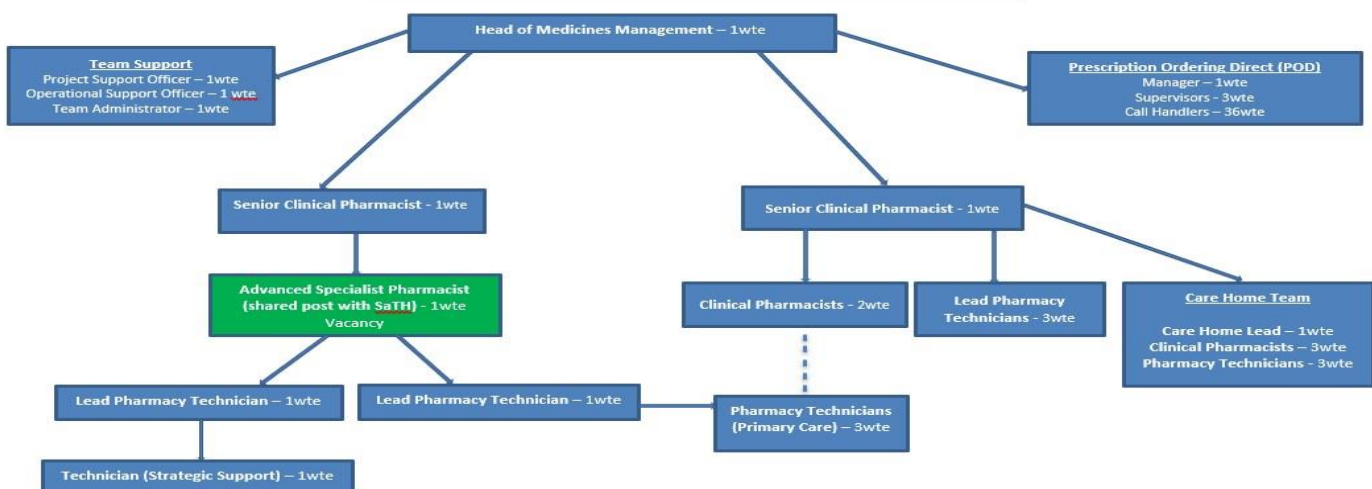 Head of Medicines Management – 1wte
Team Support
Project Support Officer – 1wte
Operational Support Officer – 1 wte
Team Administrator – 1wte
Prescription Ordering Direct (POD)
Manager – 1wte
Supervisors - 3wte
Call Handlers – 36wte
Senior Clinical Pharmacist - 1wte
Senior Clinical Pharmacist - 1wte
Advanced Specialist Pharmacist
(shared post with SaTH) - 1wte
Vacancy
Clinical Pharmacists - 2wte
Lead Pharmacy
Technicians - 3wte
Care Home Team
Care Home Lead – 1wte
Clinical Pharmacists – 3wte
Pharmacy Technicians - 3wte
Lead Pharmacy Technician – 1wte
Lead Pharmacy Technician – 1wte
Pharmacy Technicians
(Primary Care) – 3wte
Technician (Strategic Support) – 1wte